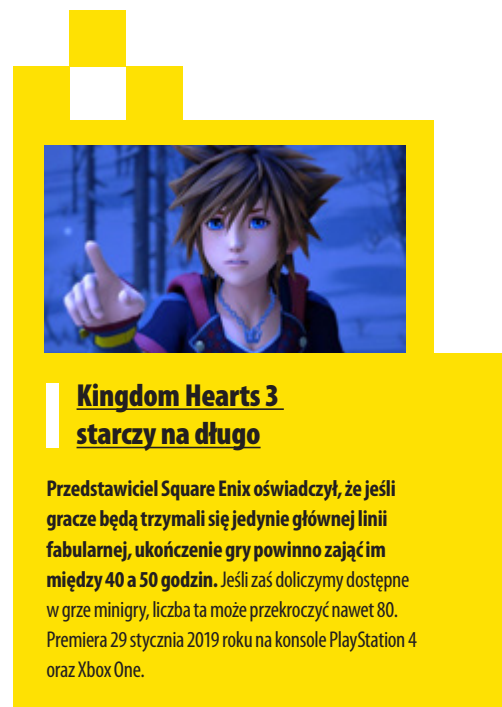 Kingdom Hearts 3
starczy na długo
Przedstawiciel Square Enix oświadczył, że jeśli
gracze będą trzymali się jedynie głównej linii
fabularnej, ukończenie gry powinno zająć im
między 40 a 50 godzin. Jeśli zaś doliczymy dostępne
w grze minigry, liczba ta może przekroczyć nawet 80.
Premiera 29 stycznia 2019 roku na konsole PlayStation 4
oraz Xbox One.